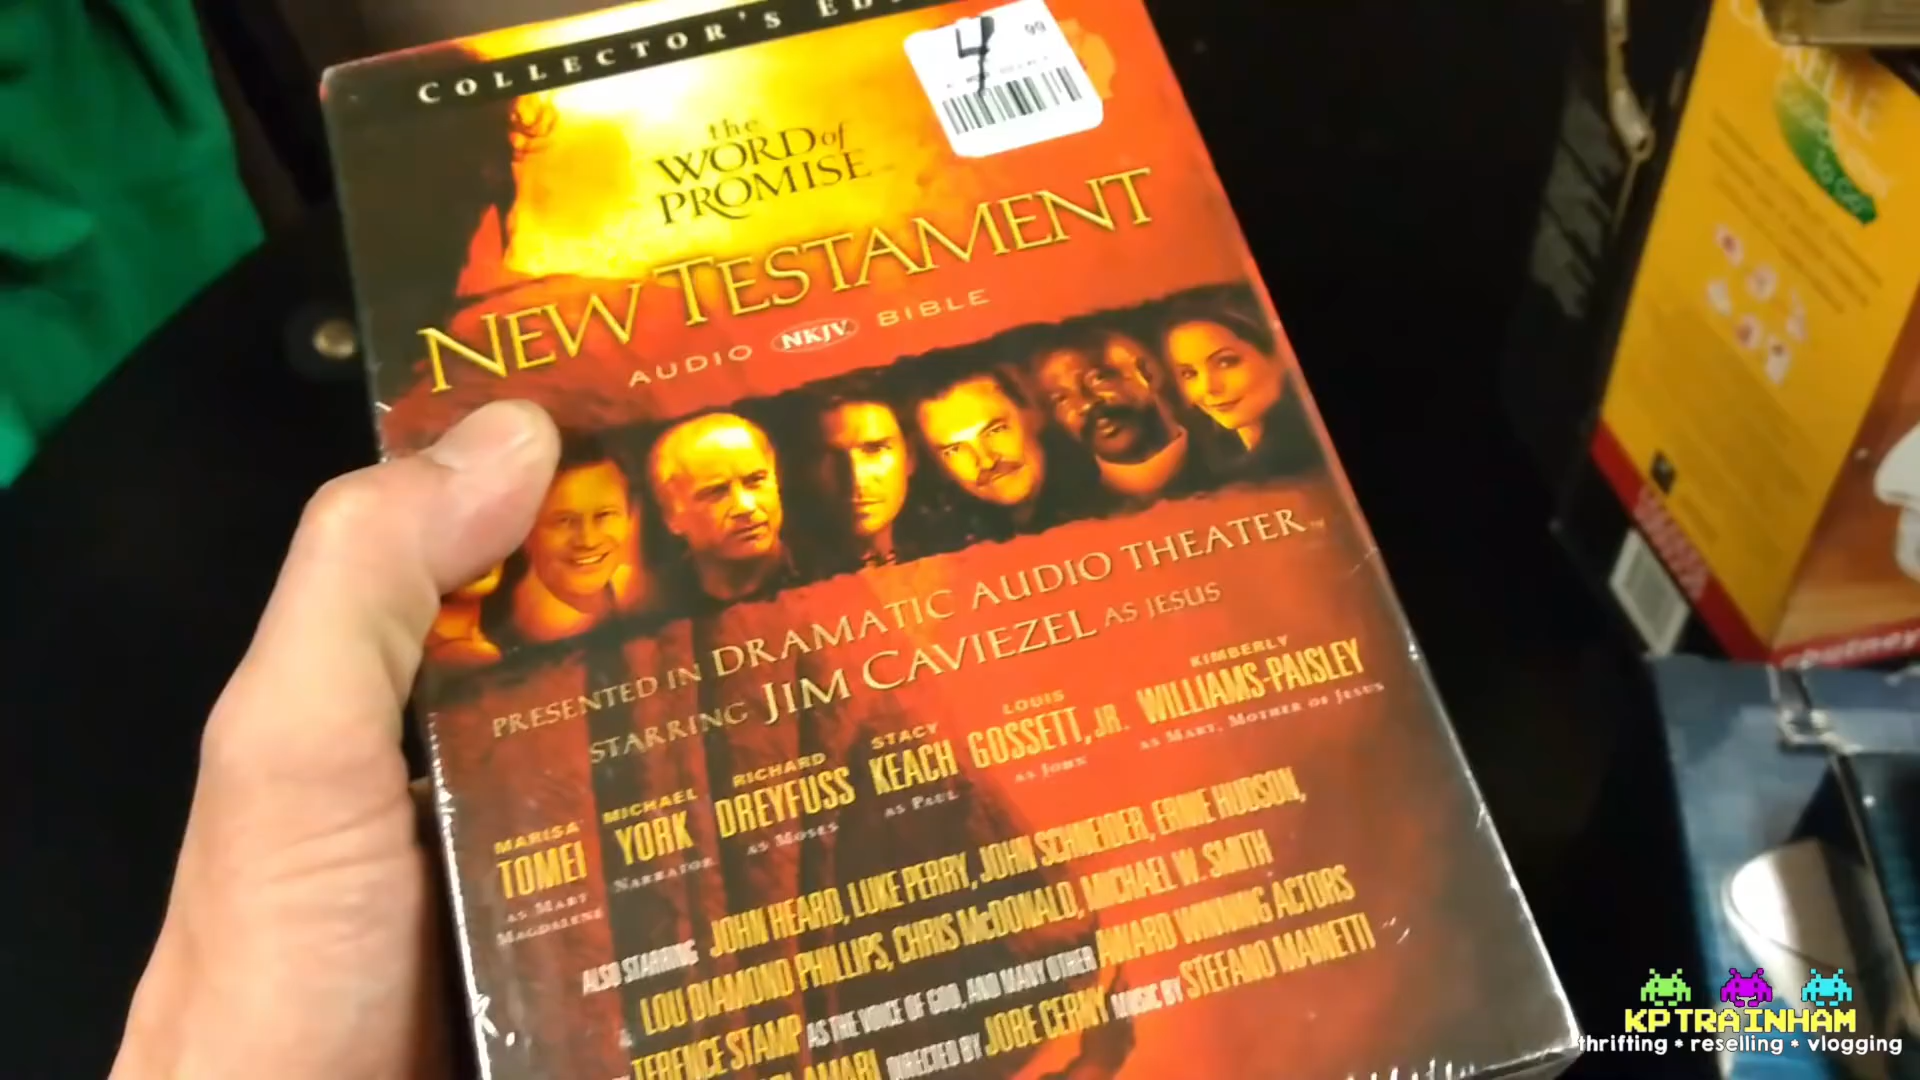 COLLECTOR'S
4 99
the
WORD of
PROMISE
NEW TESTAMENT
AUDIO NKJV BIBLE
PRESENTED IN DRAMATIC AUDIO THEATER™
STARRING JIM CAVIEZEL AS JESUS
MARISA
TOMEI
AS MARY
MAGDALENE
MICHAEL
YORK
NARRATOR
RICHARD
DREYFUSS
AS MOSES
STACY
KEACH
AS PAUL
LOUIS
GOSSETT, JR.
AS JOHN
KIMBERLY
WILLIAMS-PAISLEY
AS MARY, MOTHER OF JESUS
ALSO STARRING JOHN HEARD, LUKE PERRY, JOHN SCHNEIDER, ERNIE HUDSON,
LOU DIAMOND PHILLIPS, CHRIS McDONALD, MICHAEL W. SMITH
TERENCE STAMP AS THE VOICE OF GOD, AND MANY OTHER AWARD WINNING ACTORS
DIRECTED BY JOBE CERNY MUSIC BY STEFANO MAINETTI
KPTRAINHAM
thrifting * reselling * vlogging